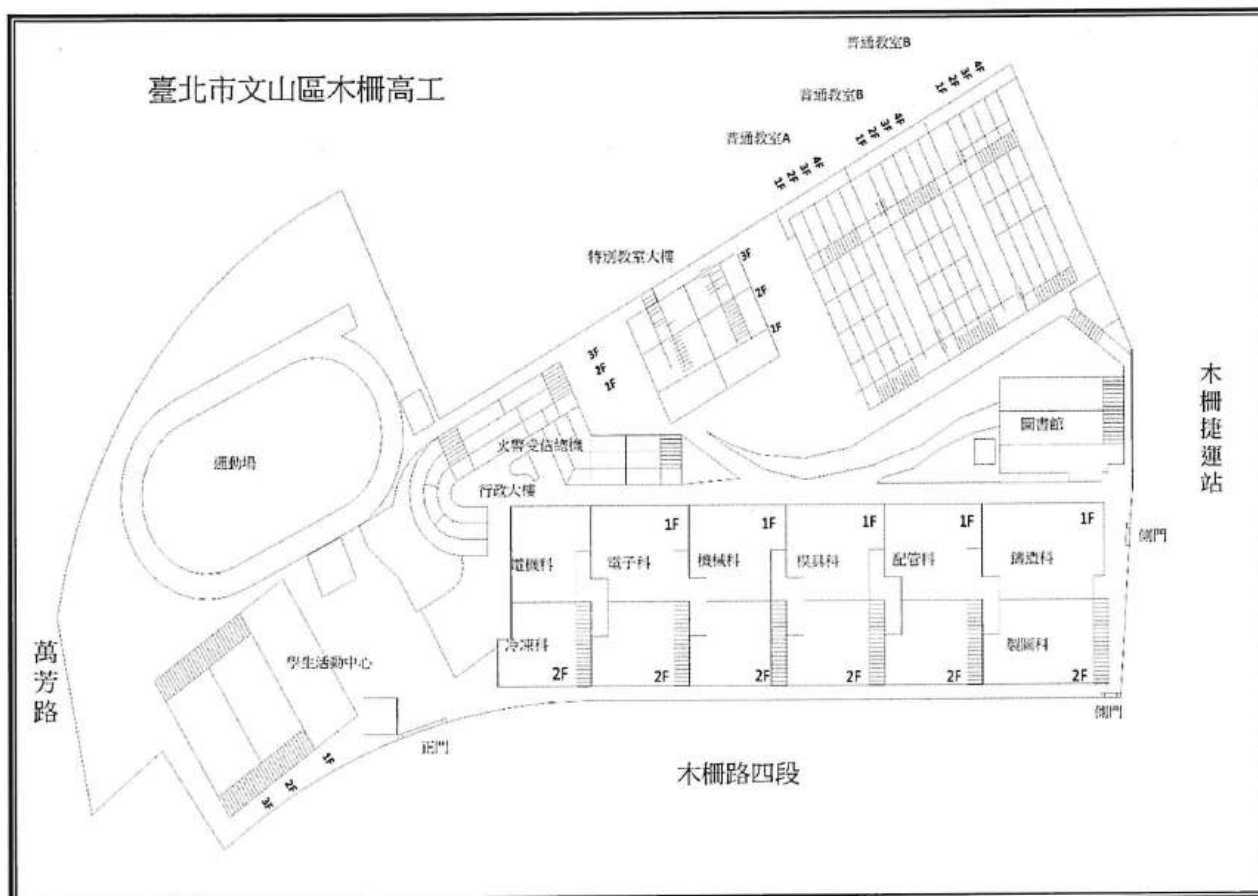 普通教室B
臺北市文山區木柵高工
普通教室B
普通教室A
1F 2F 3F 4F
1F 2F 3F 4F
1F 2F 3F 4F
特別教室大樓
3F
2F
1F
3F
2F
1F
木柵捷運站
圖書館
火警受信總機
運動場
行政大樓
1F 1F 1F 1F 1F
側門
電機科 電子科 機械科 模具科 配管科 鑄造科
萬芳路
學生活動中心
冷凍科 製圖科
2F 2F 2F 2F 2F 2F
側門
正門
1F
2F
3F
木柵路四段